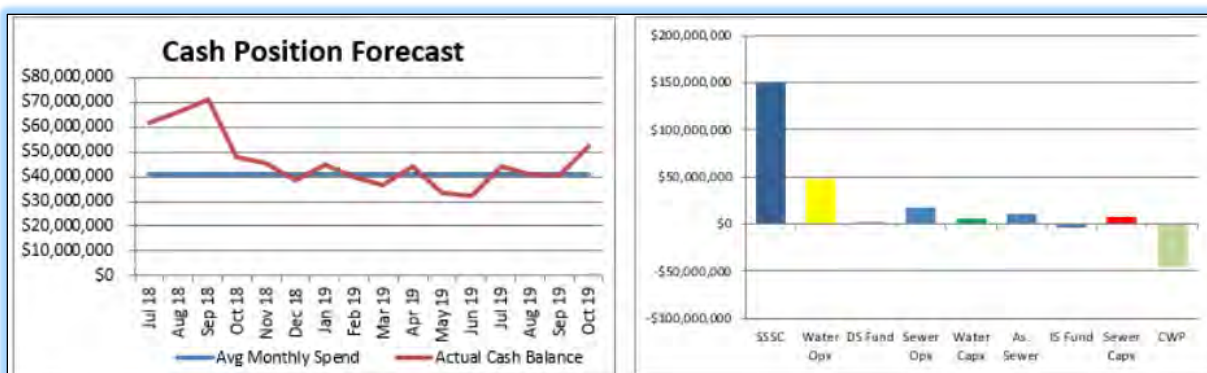 Cash Position Forecast
$80,000,000
$70,000,000
$60,000,000
$50,000,000
$40,000,000
$30,000,000
$20,000,000
$10,000,000
$0
Jul 18
Aug 18
Sep 18
Oct 18
Nov 18
Dec 18
Jan 19
Feb 19
Mar 19
Apr 19
May 19
Jun 19
Jul 19
Aug 19
Sep 19
Oct 19
Avg Monthly Spend
Actual Cash Balance
$200,000,000
$150,000,000
$100,000,000
$50,000,000
$0
-$50,000,000
-$100,000,000
SSSC
Water
Opx
DS Fund
Sewer
Opx
Water
Capx
As.
Sewer
IS Fund
Sewer
Capx
CWP